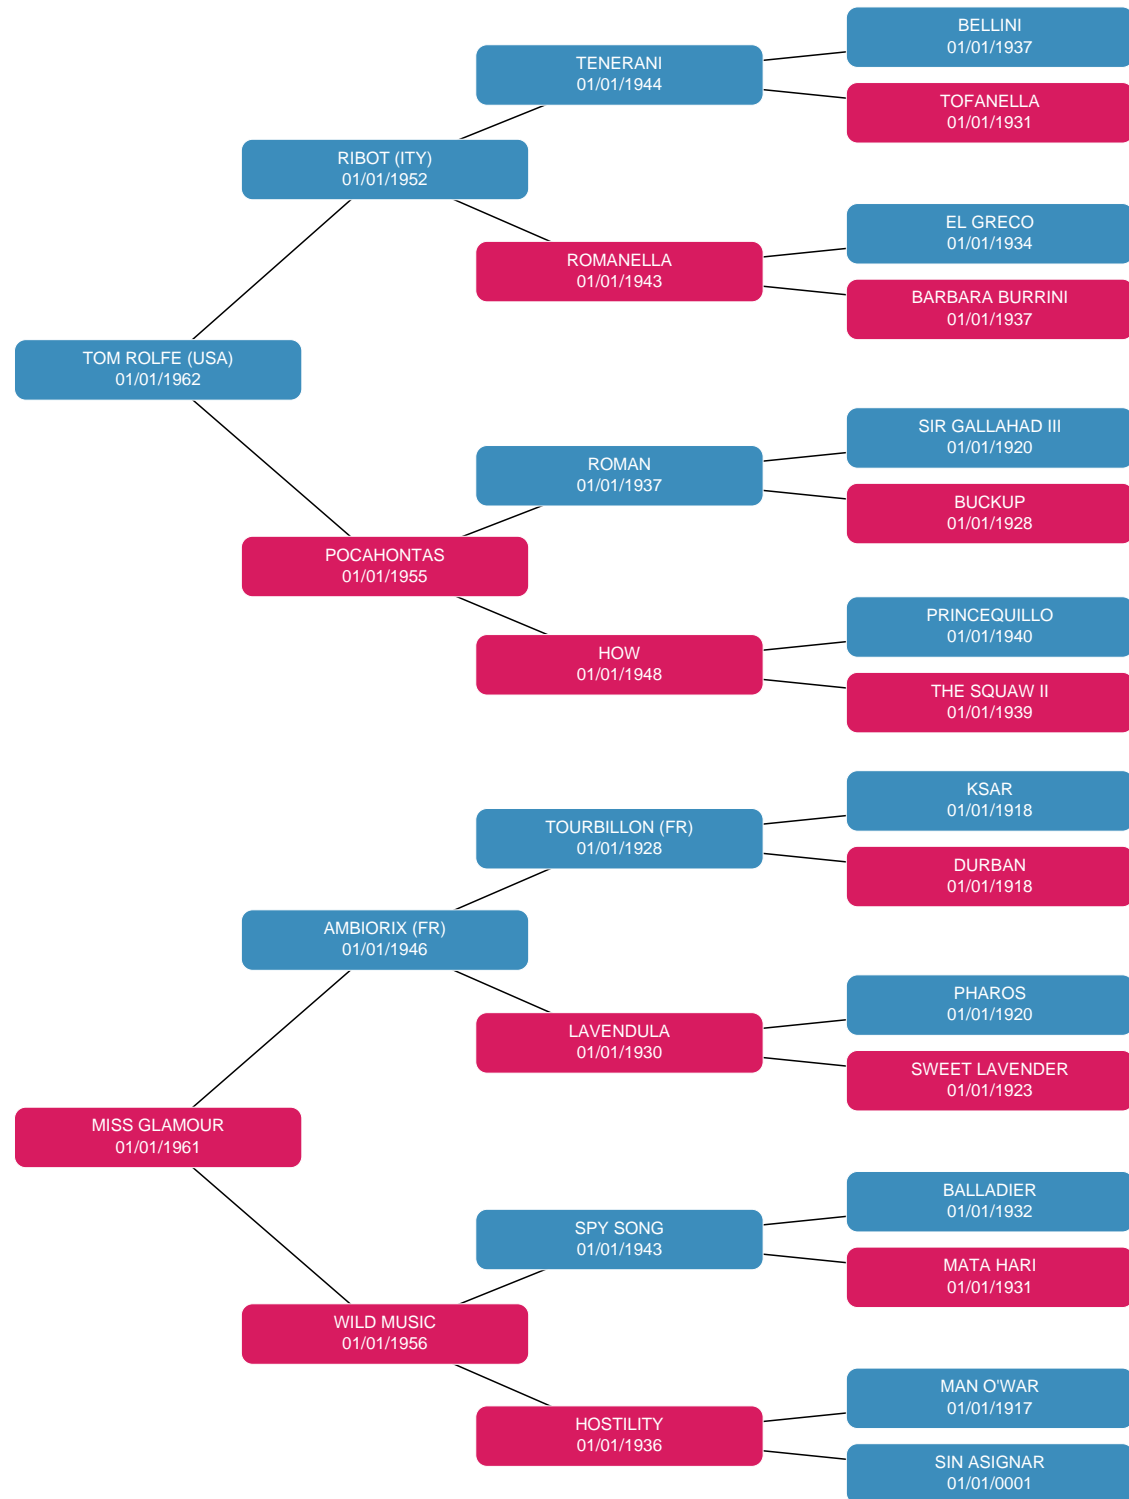 BELLINI
01/01/1937
TENERANI
01/01/1944
TOFANELLA
01/01/1931
RIBOT (ITY)
01/01/1952
EL GRECO
01/01/1934
ROMANELLA
01/01/1943
BARBARA BURRINI
01/01/1937
TOM ROLFE (USA)
01/01/1962
SIR GALLAHAD III
01/01/1920
ROMAN
01/01/1937
BUCKUP
01/01/1928
POCAHONTAS
01/01/1955
PRINCEQUILLO
01/01/1940
HOW
01/01/1948
THE SQUAW II
01/01/1939
KSAR
01/01/1918
TOURBILLON (FR)
01/01/1928
DURBAN
01/01/1918
AMBIORIX (FR)
01/01/1946
PHAROS
01/01/1920
LAVENDULA
01/01/1930
SWEET LAVENDER
01/01/1923
MISS GLAMOUR
01/01/1961
BALLADIER
01/01/1932
SPY SONG
01/01/1943
MATA HARI
01/01/1931
WILD MUSIC
01/01/1956
MAN O'WAR
01/01/1917
HOSTILITY
01/01/1936
SIN ASIGNAR
01/01/0001